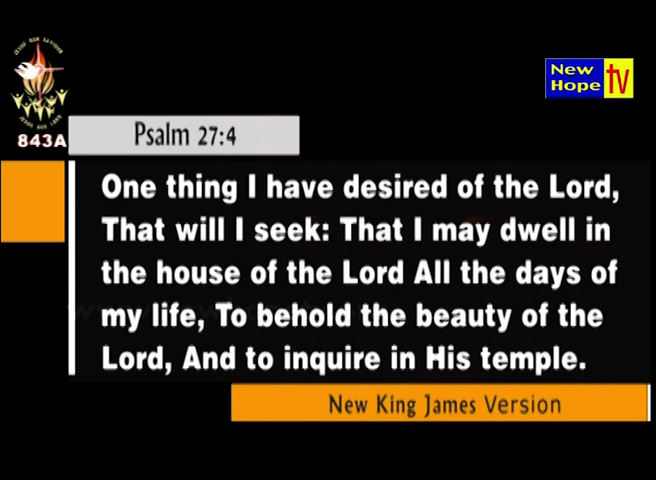 New
Hope tv
843A
Psalm 27:4
One thing I have desired of the Lord,
That will I seek: That I may dwell in
the house of the Lord All the days of
my life, To behold the beauty of the
Lord, And to inquire in His temple.
New King James Version